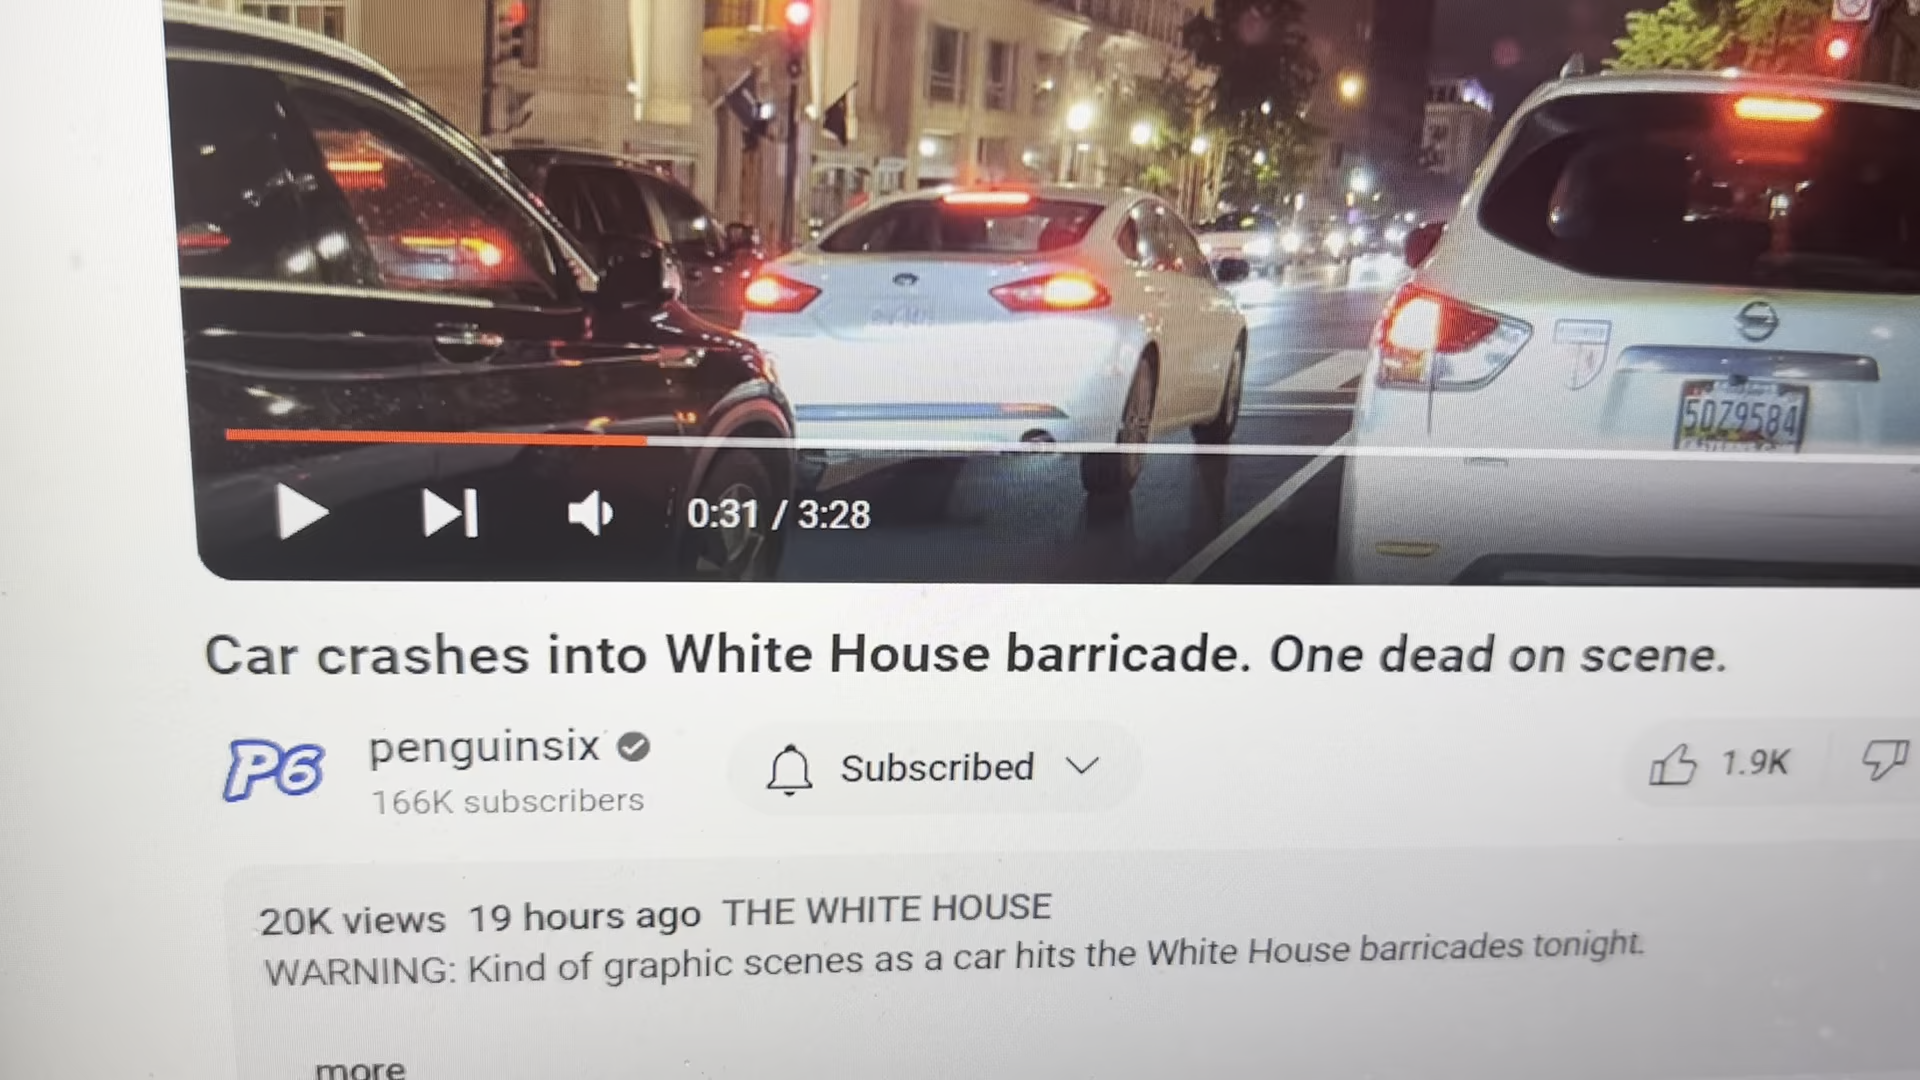 5DZ9584
0:31 / 3:28
Car crashes into White House barricade. One dead on scene.
P6
penguinsix
166K subscribers
Subscribed
1.9K
20K views 19 hours ago THE WHITE HOUSE
WARNING: Kind of graphic scenes as a car hits the White House barricades tonight.
more